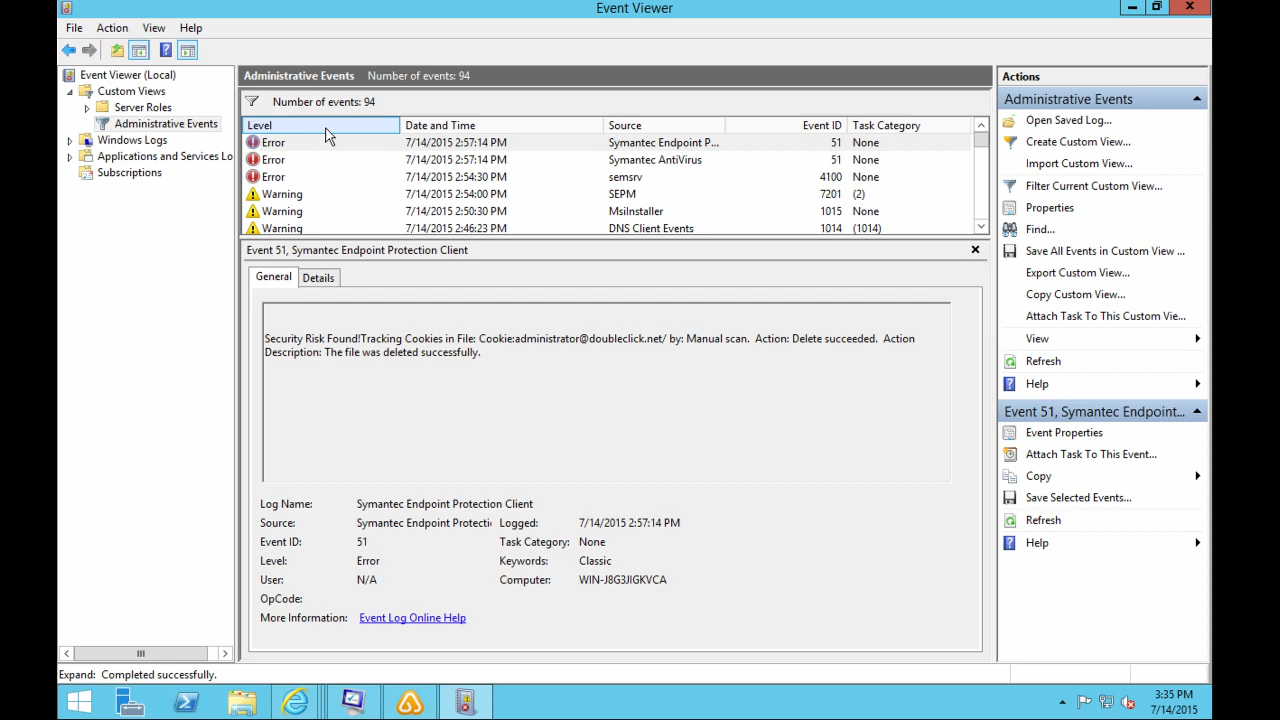 Event Viewer
File Action View Help
Event Viewer (Local)
Custom Views
Server Roles
Administrative Events
Windows Logs
Applications and Services Lo
Subscriptions
Administrative Events Number of events: 94
Number of events: 94
Level Date and Time Source Event ID Task Category
Error 7/14/2015 2:57:14 PM Symantec Endpoint P... 51 None
Error 7/14/2015 2:57:14 PM Symantec AntiVirus 51 None
Error 7/14/2015 2:54:30 PM semsrv 4100 None
Warning 7/14/2015 2:54:00 PM SEPM 7201 (2)
Warning 7/14/2015 2:50:30 PM MsiInstaller 1015 None
Warning 7/14/2015 2:46:23 PM DNS Client Events 1014 (1014)
Event 51, Symantec Endpoint Protection Client
General Details
Security Risk Found!Tracking Cookies in File: Cookie:administrator@doubleclick.net/ by: Manual scan. Action: Delete succeeded. Action
Description: The file was deleted successfully.
Log Name: Symantec Endpoint Protection Client
Source: Symantec Endpoint Protecti Logged: 7/14/2015 2:57:14 PM
Event ID: 51 Task Category: None
Level: Error Keywords: Classic
User: N/A Computer: WIN-J8G3JIGKVCA
OpCode:
More Information: Event Log Online Help
Actions
Administrative Events
Open Saved Log...
Create Custom View...
Import Custom View...
Filter Current Custom View...
Properties
Find...
Save All Events in Custom View ...
Export Custom View...
Copy Custom View...
Attach Task To This Custom Vie...
View
Refresh
Help
Event 51, Symantec Endpoint...
Event Properties
Attach Task To This Event...
Copy
Save Selected Events...
Refresh
Help
Expand: Completed successfully.
3:35 PM
7/14/2015